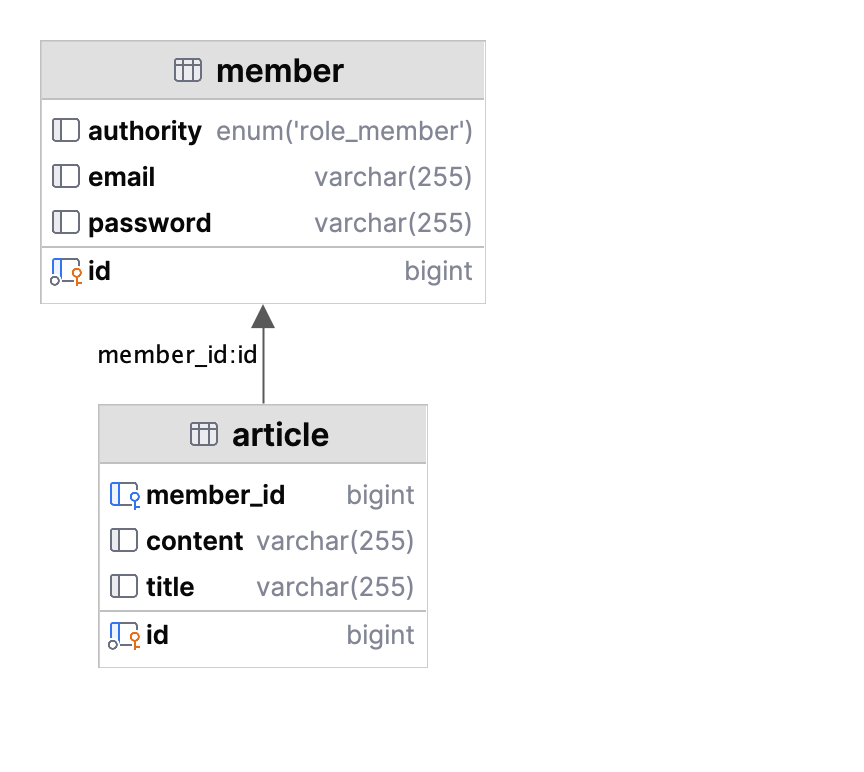 member
authority enum('role_member')
email varchar(255)
password varchar(255)
id bigint
member_id:id
article
member_id bigint
content varchar(255)
title varchar(255)
id bigint